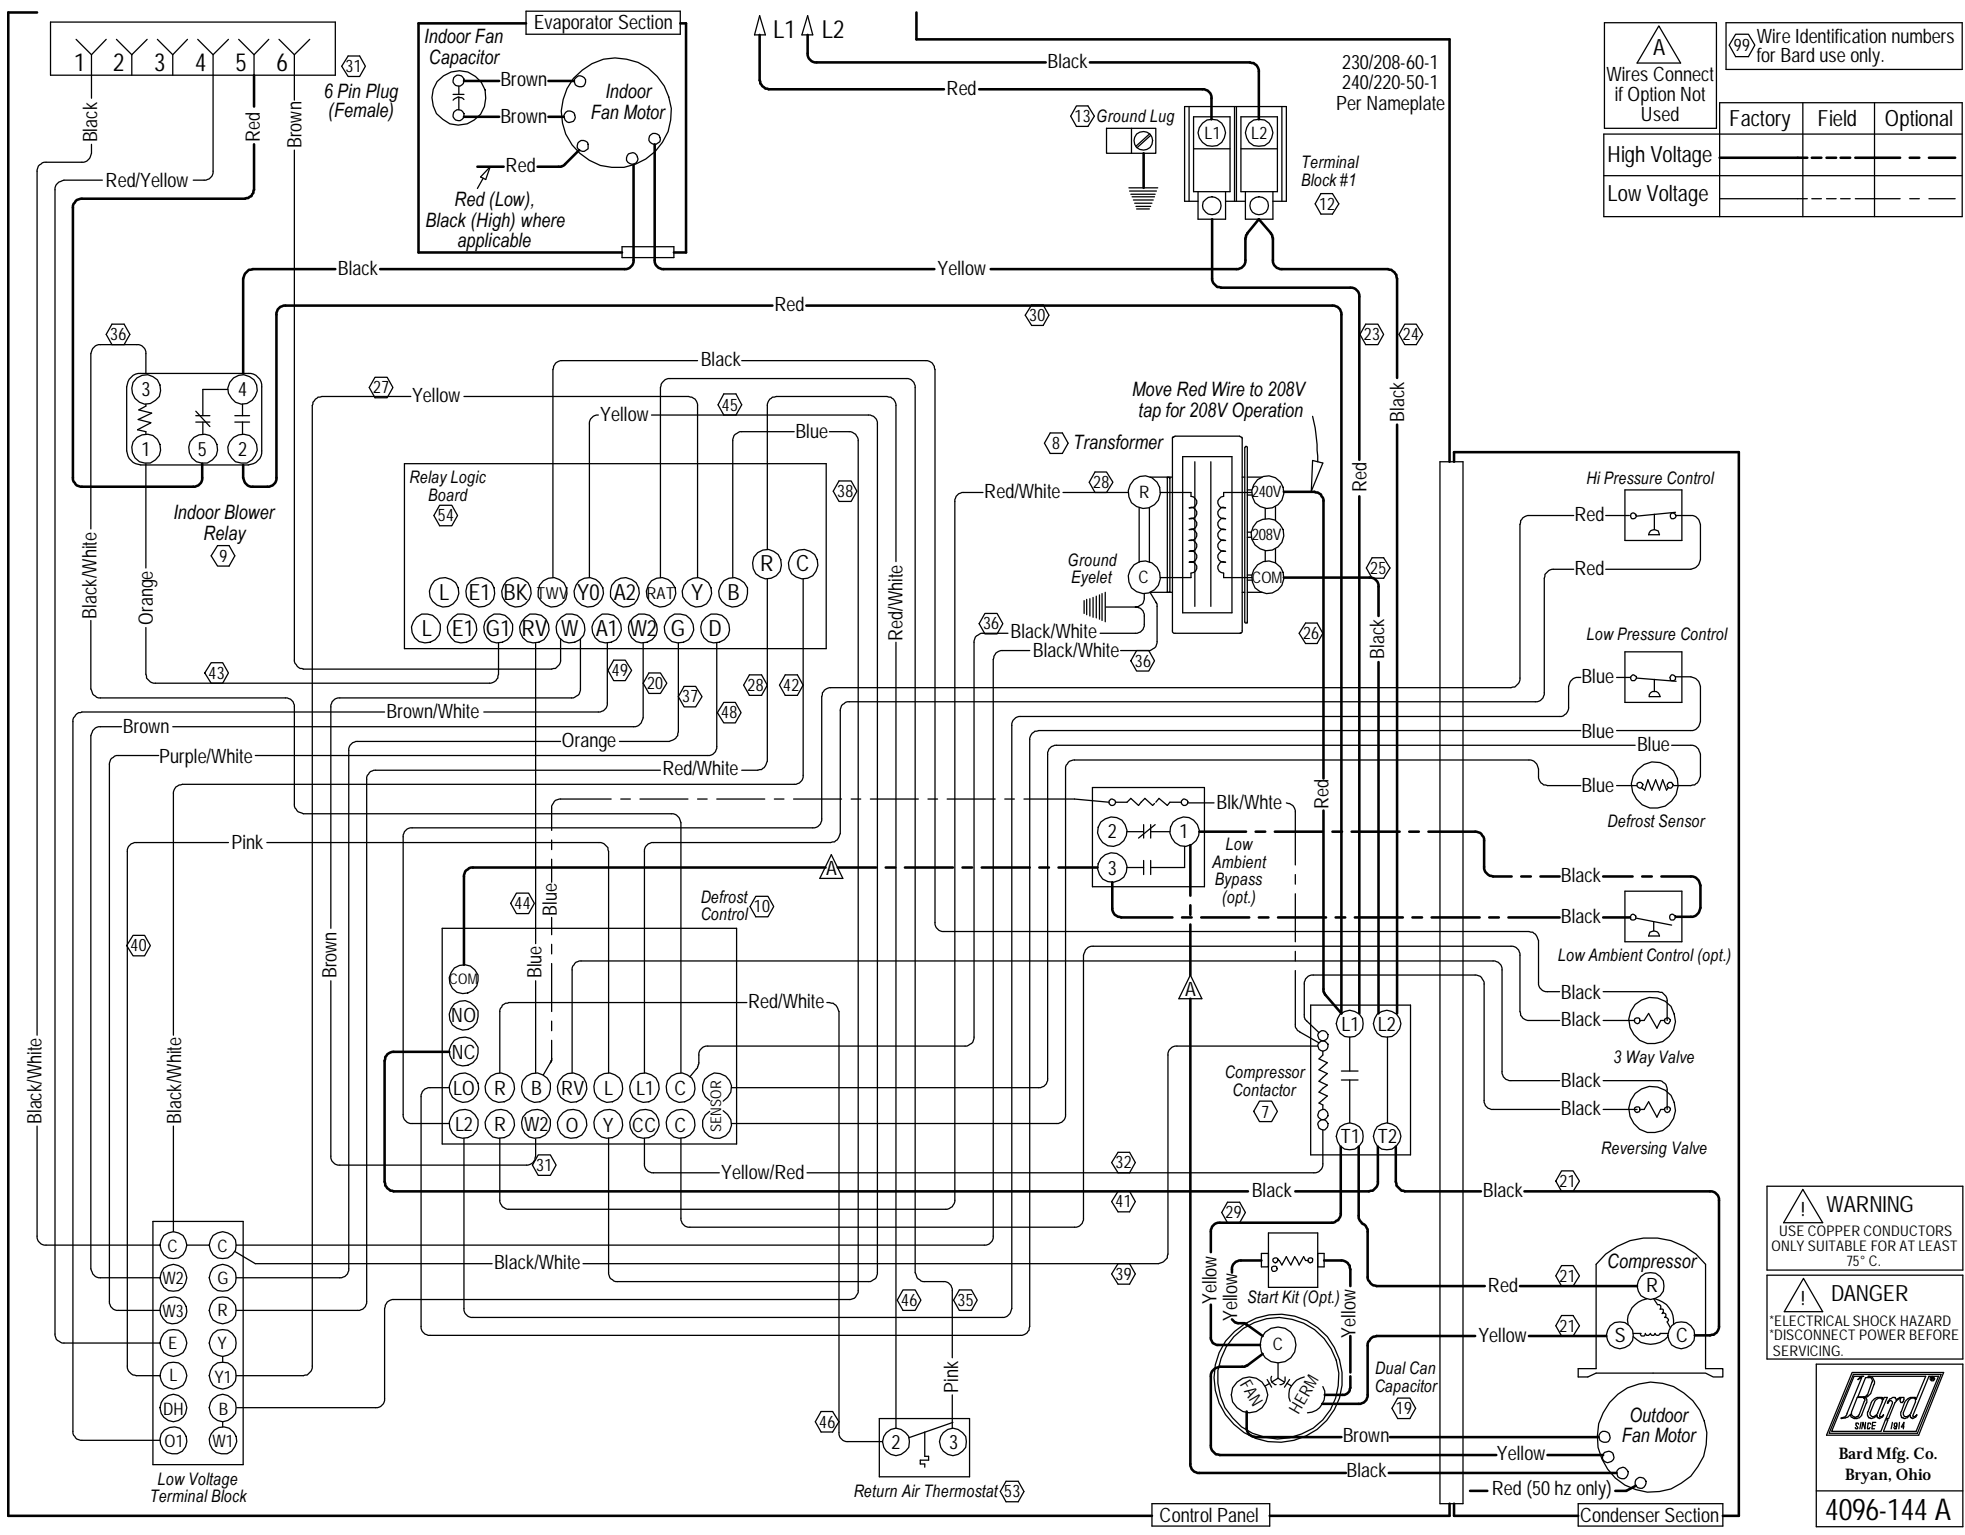 1 2 3 4 5 6
31
6 Pin Plug
(Female)
Black
Red
Brown
Red/Yellow
Evaporator Section
Indoor Fan
Capacitor
Brown
Brown
Indoor
Fan Motor
Red
Red (Low),
Black (High) where
applicable
L1 L2
Black
Red
230/208-60-1
240/220-50-1
Per Nameplate
13 Ground Lug
L1 L2
Terminal
Block #1
12
A
Wires Connect
if Option Not
Used
99 Wire Identification numbers
for Bard use only.
Factory Field Optional
High Voltage
Low Voltage
Black
Yellow
Red
30
23
24
36
3 4
1 5 2
Indoor Blower
Relay
9
27
Yellow
Black
45
Yellow
Blue
Relay Logic
Board
54
38
R C
L E1 BK TWV Y0 A2 RAT Y B
L E1 G1 RV W A1 W2 G D
Move Red Wire to 208V
tap for 208V Operation
8 Transformer
Red/White
28
R
C
240V
208V
COM
Ground
Eyelet
25
26
36
Black/White
Black/White
36
Black
Red
Black
Red
Black/White
Orange
Red/White
43
49
20
37
48
28
42
Brown/White
Brown
Orange
Purple/White
Red/White
Pink
Hi Pressure Control
Red
Red
Low Pressure Control
Blue
Blue
Blue
Blue
Defrost Sensor
Blk/Whte
2 1
3
Low
Ambient
Bypass
(opt.)
A
Black
Black
Low Ambient Control (opt.)
A
44
Blue
Blue
Defrost
Control
10
40
Brown
COM
NO
NC
LO R B RV L L1 C SENSOR
L2 R W2 O Y CC C SENSOR
Red/White
31
Yellow/Red
32
Black
41
Black/White
Black/White
Black
Black
3 Way Valve
Black
Black
Reversing Valve
L1 L2
T1 T2
Compressor
Contactor
7
Black
21
29
Black/White
39
Start Kit (Opt.)
Yellow
Yellow
Yellow
C
FAN
HERM
Dual Can
Capacitor
19
Compressor
Red
21
R
Yellow
21
S C
Outdoor
Fan Motor
Brown
Yellow
Black
Red (50 hz only)
C C
W2 G
W3 R
E Y
L Y1
DH B
O1 W1
Low Voltage
Terminal Block
46
35
Pink
46
2 3
Return Air Thermostat 53
Control Panel
Condenser Section
! WARNING
USE COPPER CONDUCTORS
ONLY SUITABLE FOR AT LEAST
75° C.
! DANGER
*ELECTRICAL SHOCK HAZARD
*DISCONNECT POWER BEFORE
SERVICING.
Bard
SINCE 1914
Bard Mfg. Co.
Bryan, Ohio
4096-144 A